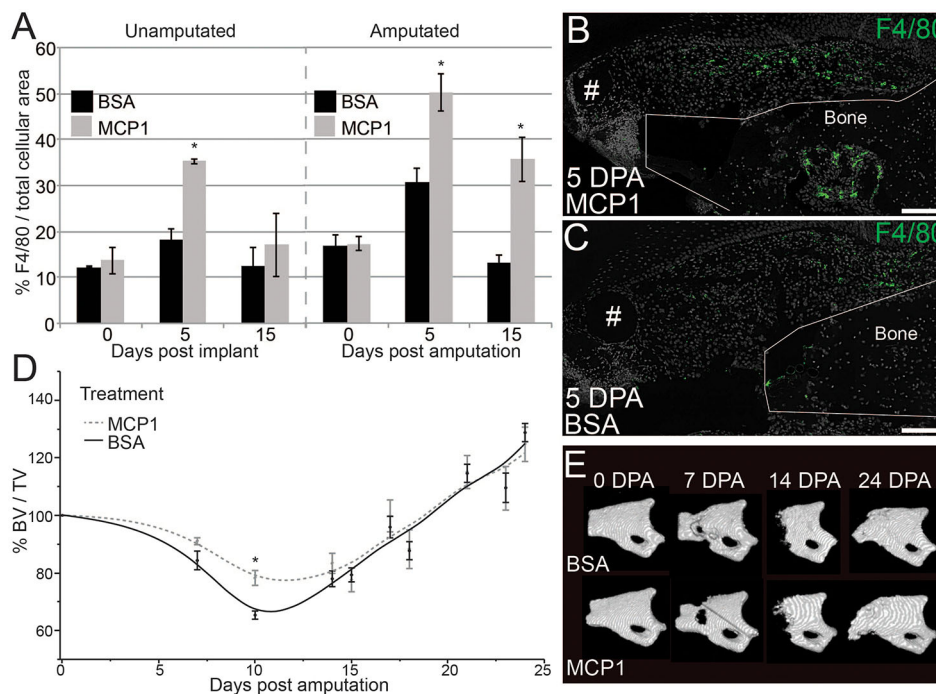 A
Unamputated
Amputated
% F4/80 / total cellular area
60
50
40
30
20
10
0
BSA
MCP1
*
BSA
MCP1
*
*
0
5
15
0
5
15
Days post implant
Days post amputation
B
F4/80
#
Bone
5 DPA
MCP1
C
F4/80
#
Bone
5 DPA
BSA
D
Treatment
MCP1
BSA
% BV / TV
140
120
100
80
60
*
0
5
10
15
20
25
Days post amputation
E
0 DPA
7 DPA
14 DPA
24 DPA
BSA
MCP1